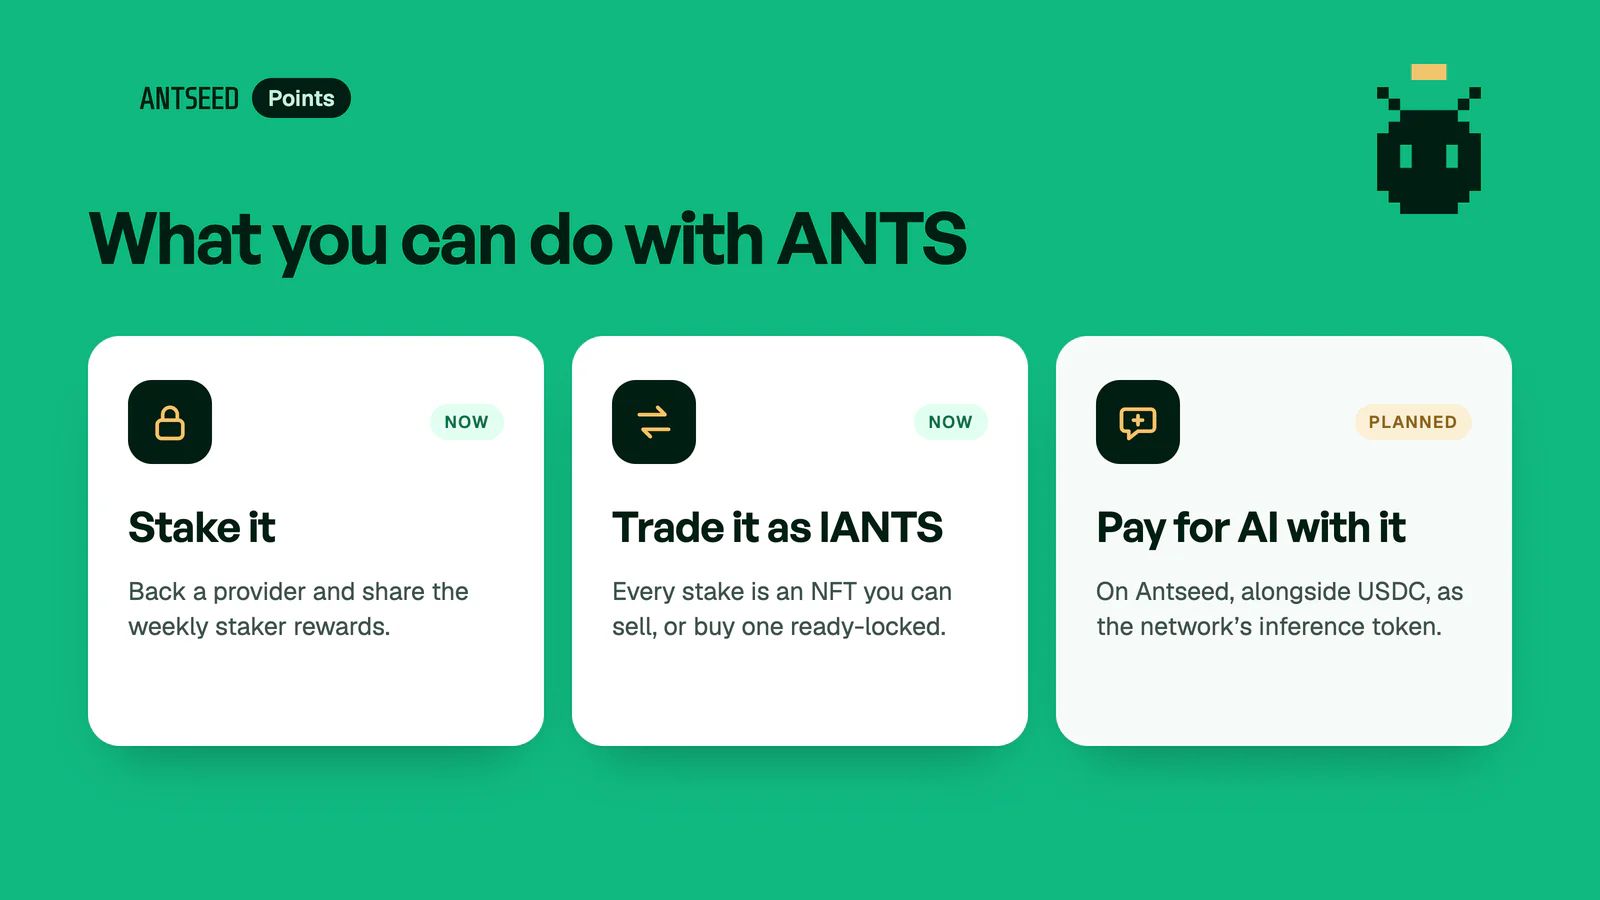 ANTSEED Points
What you can do with ANTS
NOW
Stake it
Back a provider and share the
weekly staker rewards.
NOW
Trade it as IANTS
Every stake is an NFT you can
sell, or buy one ready-locked.
PLANNED
Pay for AI with it
On Antseed, alongside USDC, as
the network’s inference token.